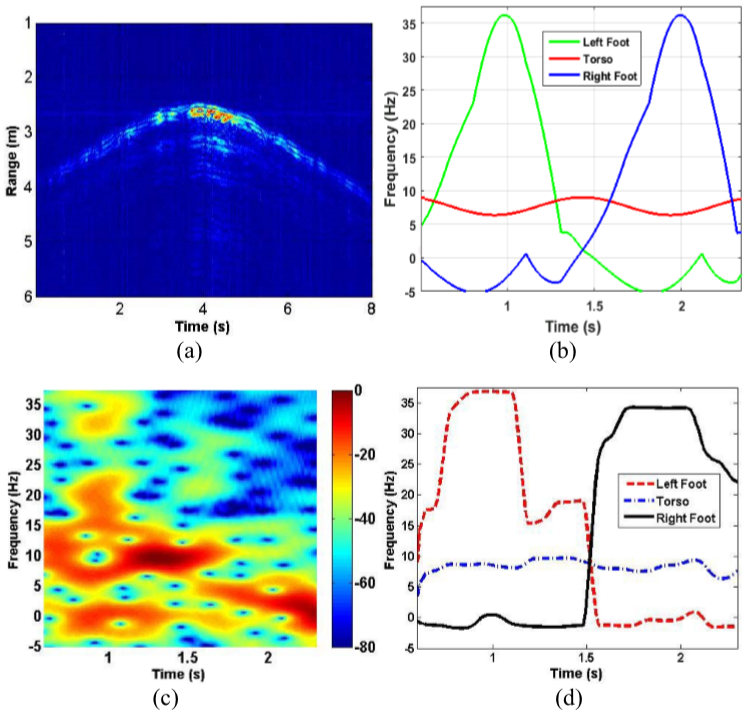 1
2
3
4
5
6
Range (m)
2
4
6
8
Time (s)
(a)
35
30
25
20
15
10
5
0
-5
Frequency (Hz)
Left Foot
Torso
Right Foot
1
1.5
2
Time (s)
(b)
35
30
25
20
15
10
5
0
-5
Frequency (Hz)
1
1.5
2
Time (s)
0
-20
-40
-60
-80
(c)
35
30
25
20
15
10
5
0
-5
Frequency (Hz)
Left Foot
Torso
Right Foot
1
1.5
2
Time (s)
(d)